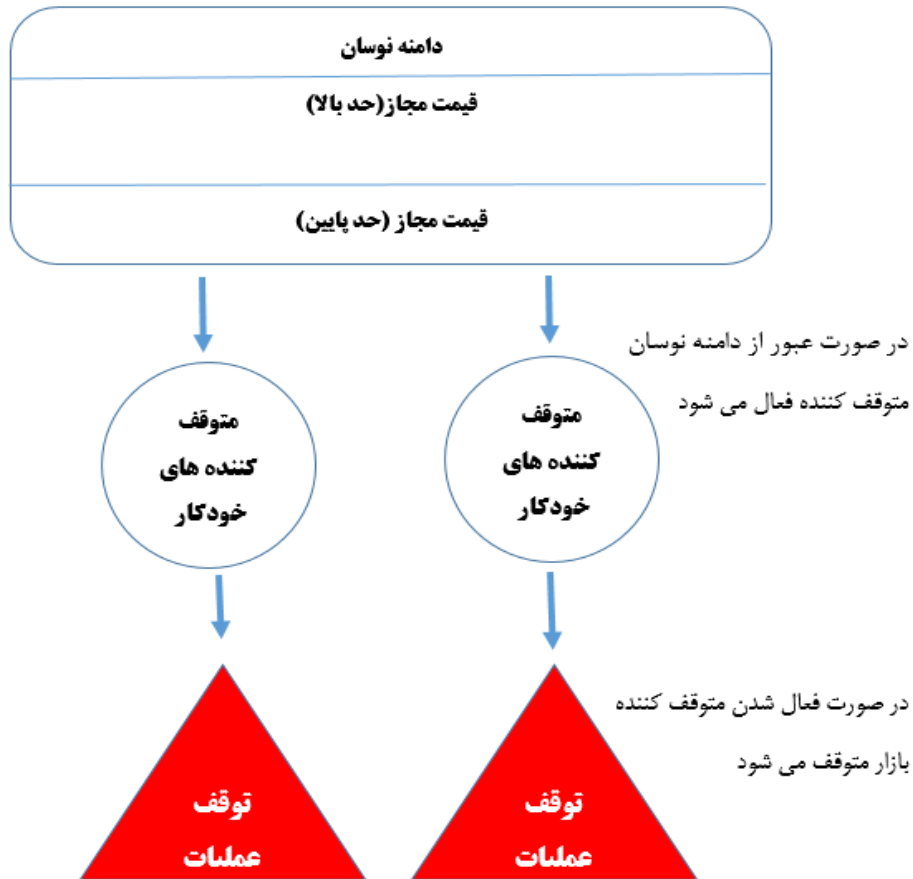 دامنه نوسان
قیمت مجاز(حد بالا)
قیمت مجاز (حد پایین)
در صورت عبور از دامنه نوسان
متوقف کننده فعال می شود
متوقف
کننده های
خودکار
متوقف
کننده های
خودکار
در صورت فعال شدن متوقف کننده
بازار متوقف می شود
توقف
عملیات
توقف
عملیات